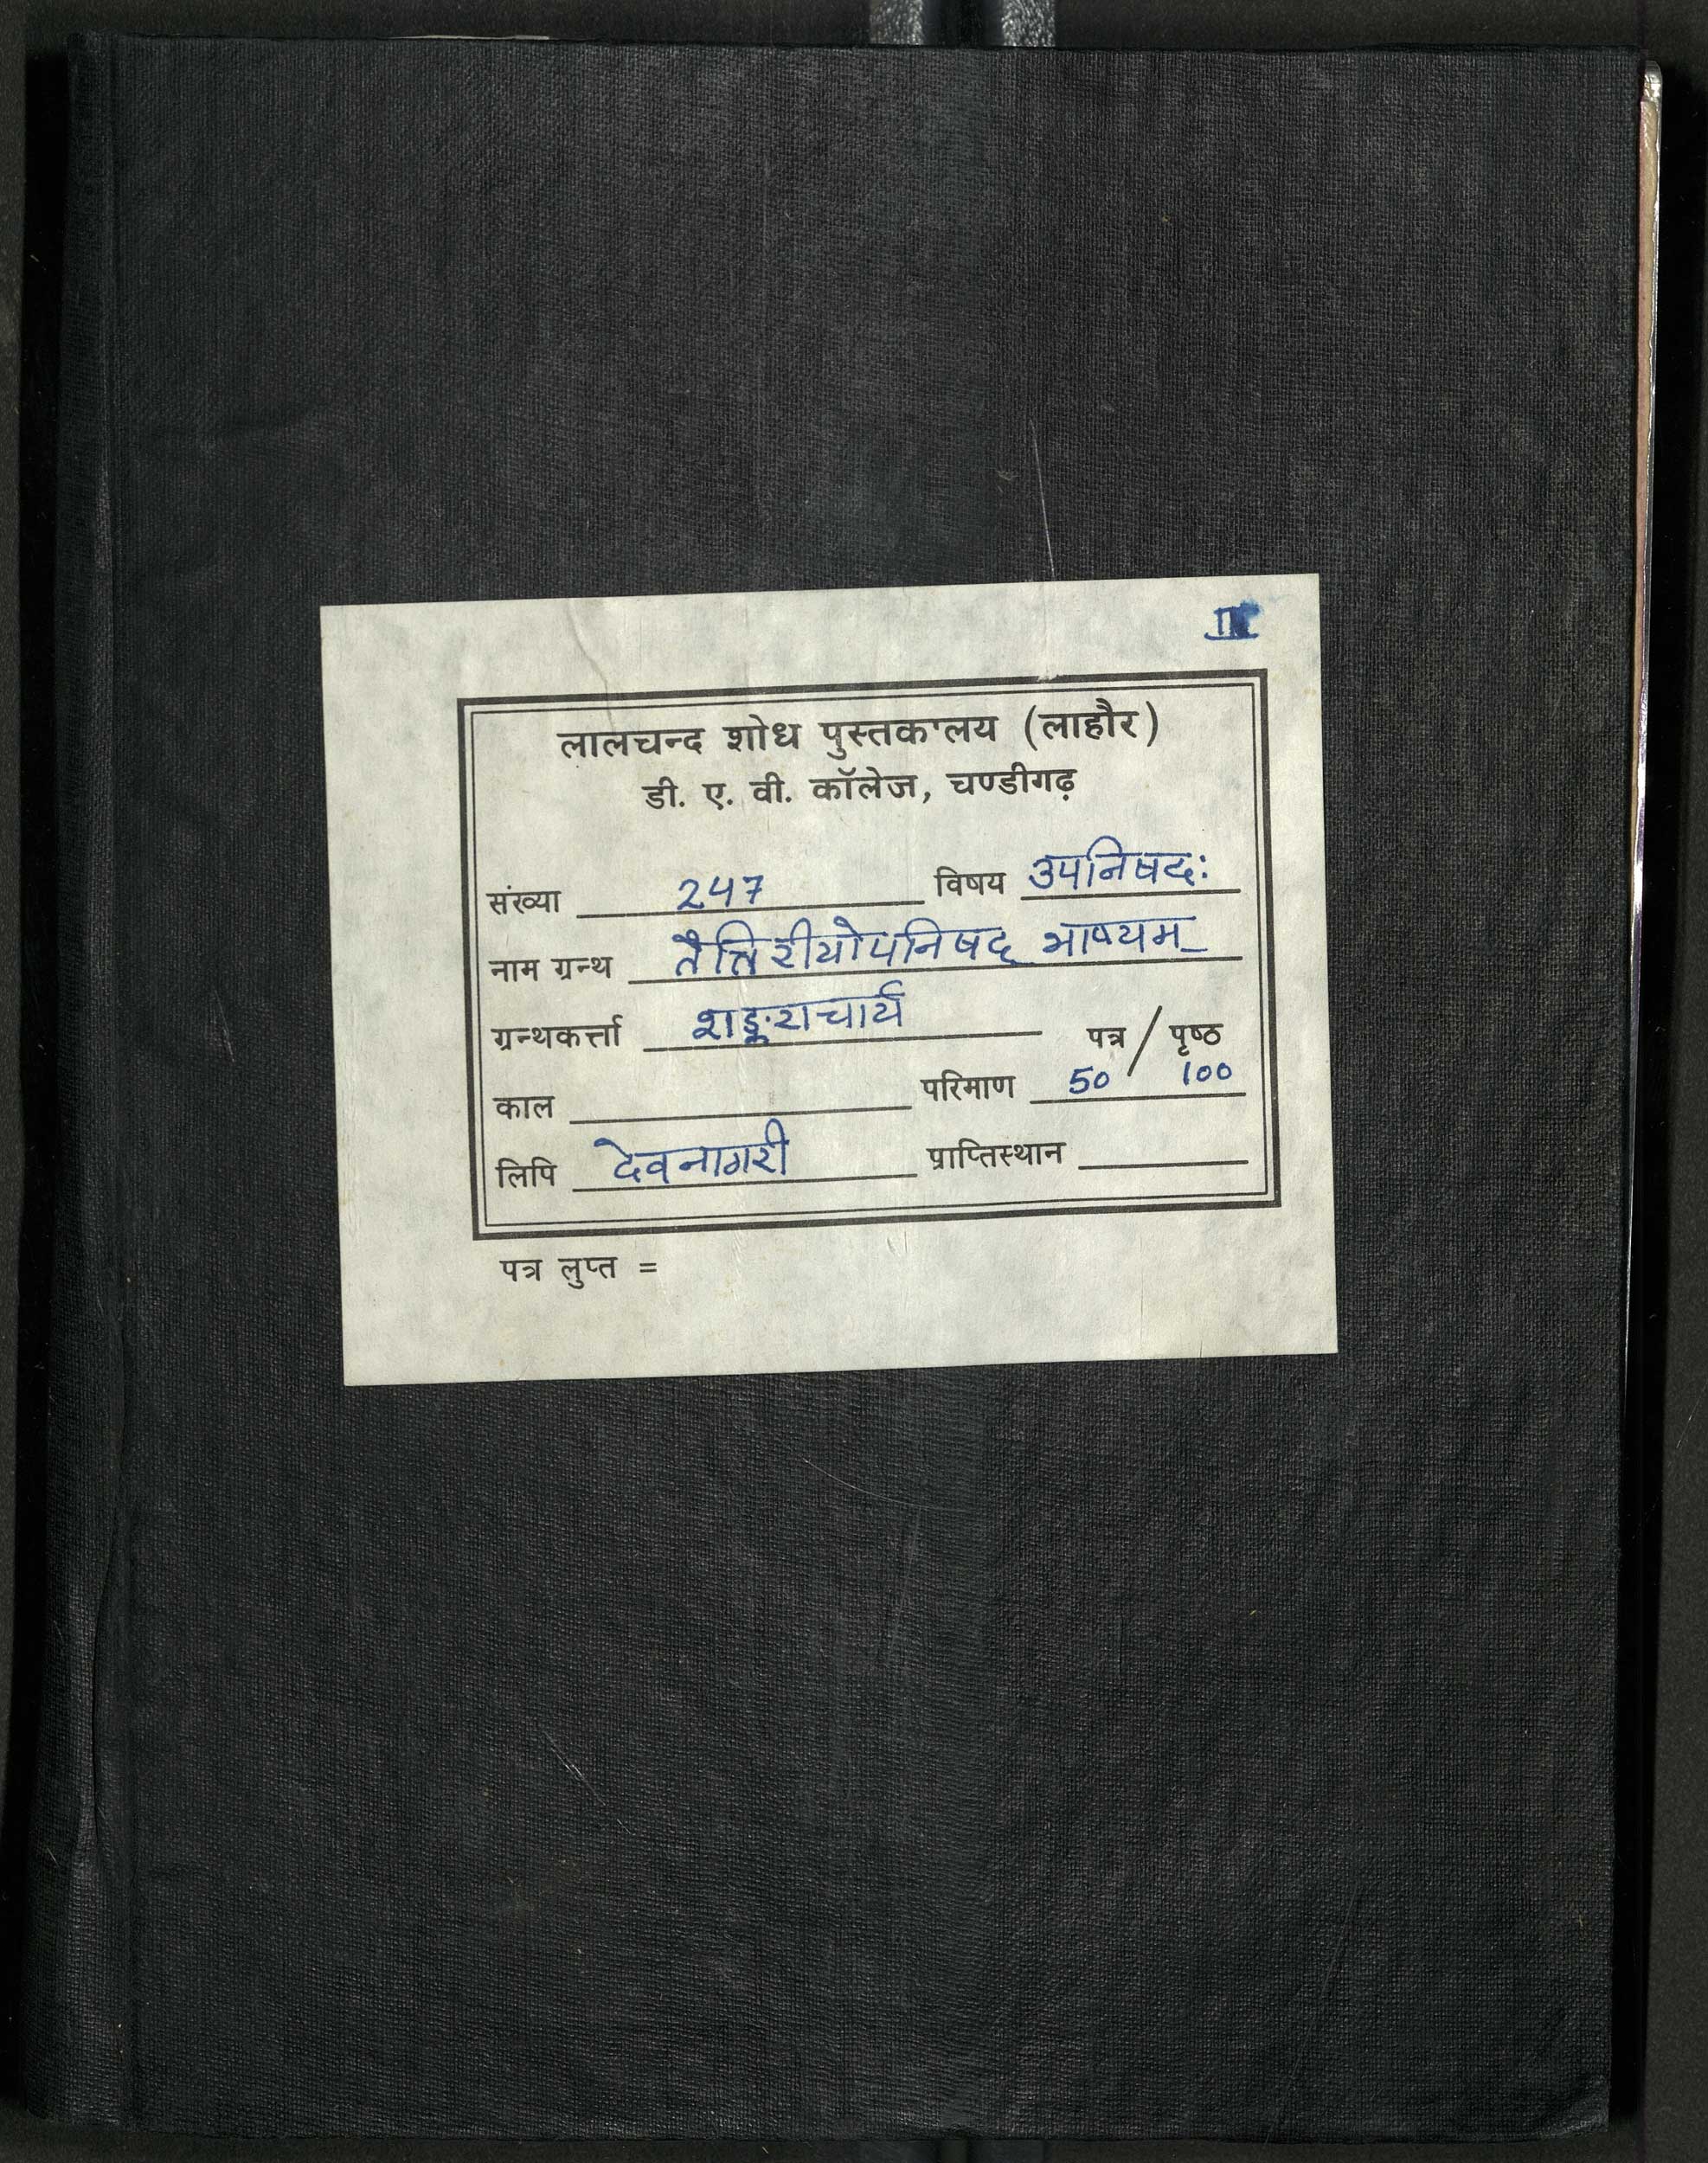 लालचन्द शोध पुस्तकालय (लाहौर)
डी. ए. वी. कॉलेज, चण्डीगढ़
संख्या 247 विषय उपनिषदः
नाम ग्रन्थ तैत्तिरीयोपनिषद् भाष्यम्
ग्रन्थकर्त्ता शङ्कराचार्य पत्र / पृष्ठ
काल परिमाण 50 / 100
लिपि देवनागरी प्राप्तिस्थान
पत्र लुप्त =